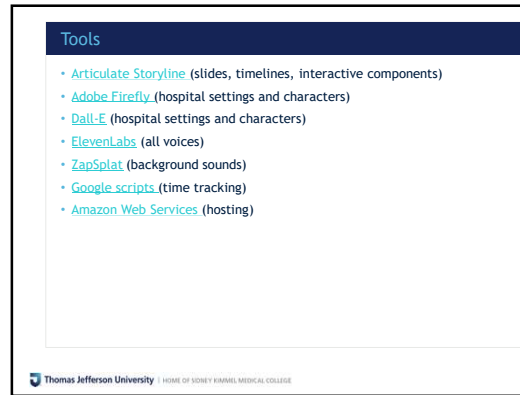 Tools
• Articulate Storyline (slides, timelines, interactive components)
• Adobe Firefly (hospital settings and characters)
• Dall-E (hospital settings and characters)
• ElevenLabs (all voices)
• ZapSplat (background sounds)
• Google scripts (time tracking)
• Amazon Web Services (hosting)
Thomas Jefferson University | HOME OF SIDNEY KIMMEL MEDICAL COLLEGE